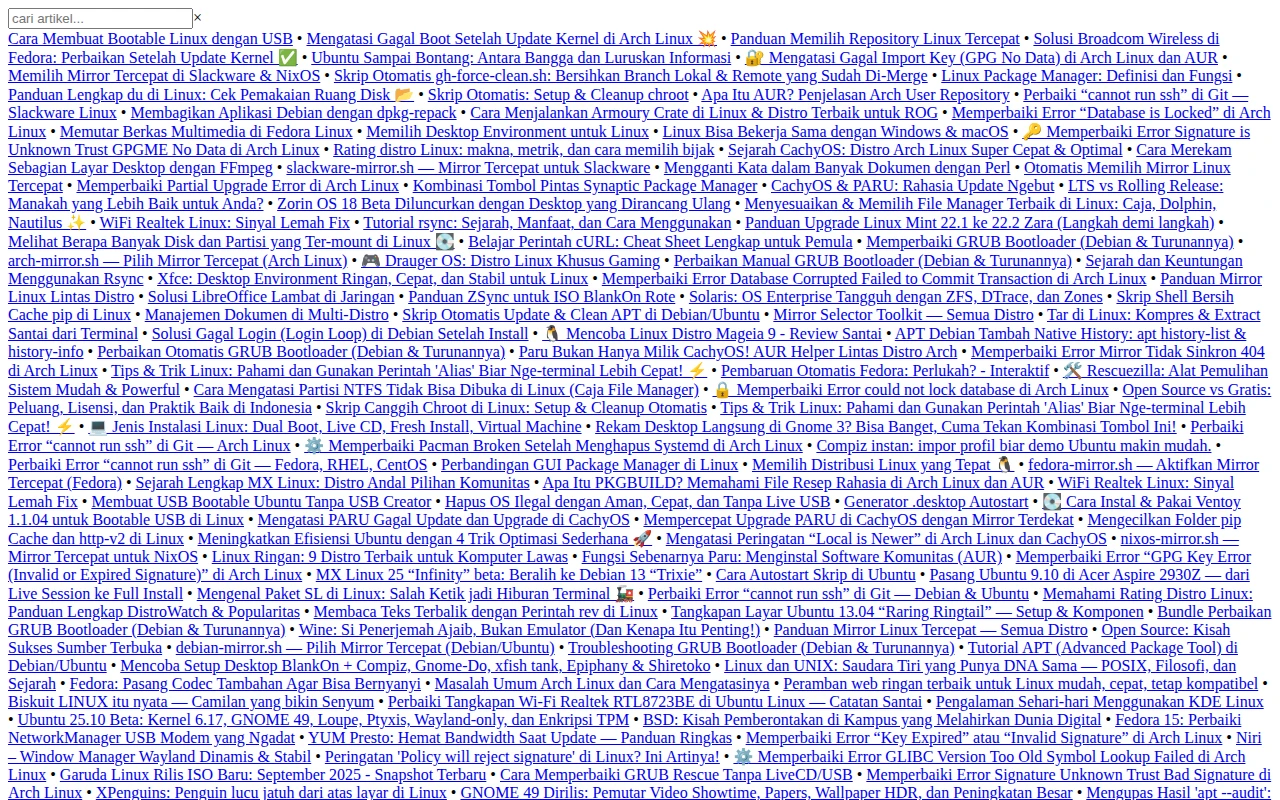 cari artikel... ×
Cara Membuat Bootable Linux dengan USB • Mengatasi Gagal Boot Setelah Update Kernel di Arch Linux 💥 • Panduan Memilih Repository Linux Tercepat • Solusi Broadcom Wireless di
Fedora: Perbaikan Setelah Update Kernel ✅ • Ubuntu Sampai Bontang: Antara Bangga dan Luruskan Informasi • 🔐 Mengatasi Gagal Import Key (GPG No Data) di Arch Linux dan AUR •
Memilih Mirror Tercepat di Slackware & NixOS • Skrip Otomatis gh-force-clean.sh: Bersihkan Branch Lokal & Remote yang Sudah Di-Merge • Linux Package Manager: Definisi dan Fungsi •
Panduan Lengkap du di Linux: Cek Pemakaian Ruang Disk 📂 • Skrip Otomatis: Setup & Cleanup chroot • Apa Itu AUR? Penjelasan Arch User Repository • Perbaiki “cannot run ssh” di Git —
Slackware Linux • Membagikan Aplikasi Debian dengan dpkg-repack • Cara Menjalankan Armoury Crate di Linux & Distro Terbaik untuk ROG • Memperbaiki Error “Database is Locked” di Arch
Linux • Memutar Berkas Multimedia di Fedora Linux • Memilih Desktop Environment untuk Linux • Linux Bisa Bekerja Sama dengan Windows & macOS • 🔑 Memperbaiki Error Signature is
Unknown Trust GPGME No Data di Arch Linux • Rating distro Linux: makna, metrik, dan cara memilih bijak • Sejarah CachyOS: Distro Arch Linux Super Cepat & Optimal • Cara Merekam
Sebagian Layar Desktop dengan FFmpeg • slackware-mirror.sh — Mirror Tercepat untuk Slackware • Mengganti Kata dalam Banyak Dokumen dengan Perl • Otomatis Memilih Mirror Linux
Tercepat • Memperbaiki Partial Upgrade Error di Arch Linux • Kombinasi Tombol Pintas Synaptic Package Manager • CachyOS & PARU: Rahasia Update Ngebut • LTS vs Rolling Release:
Manakah yang Lebih Baik untuk Anda? • Zorin OS 18 Beta Diluncurkan dengan Desktop yang Dirancang Ulang • Menyesuaikan & Memilih File Manager Terbaik di Linux: Caja, Dolphin,
Nautilus ✨ • WiFi Realtek Linux: Sinyal Lemah Fix • Tutorial rsync: Sejarah, Manfaat, dan Cara Menggunakan • Panduan Upgrade Linux Mint 22.1 ke 22.2 Zara (Langkah demi langkah) •
Melihat Berapa Banyak Disk dan Partisi yang Ter-mount di Linux 💽 • Belajar Perintah cURL: Cheat Sheet Lengkap untuk Pemula • Memperbaiki GRUB Bootloader (Debian & Turunannya) •
arch-mirror.sh — Pilih Mirror Tercepat (Arch Linux) • 🎮 Drauger OS: Distro Linux Khusus Gaming • Perbaikan Manual GRUB Bootloader (Debian & Turunannya) • Sejarah dan Keuntungan
Menggunakan Rsync • Xfce: Desktop Environment Ringan, Cepat, dan Stabil untuk Linux • Memperbaiki Error Database Corrupted Failed to Commit Transaction di Arch Linux • Panduan Mirror
Linux Lintas Distro • Solusi LibreOffice Lambat di Jaringan • Panduan ZSync untuk ISO BlankOn Rote • Solaris: OS Enterprise Tangguh dengan ZFS, DTrace, dan Zones • Skrip Shell Bersih
Cache pip di Linux • Manajemen Dokumen di Multi-Distro • Skrip Otomatis Update & Clean APT di Debian/Ubuntu • Mirror Selector Toolkit — Semua Distro • Tar di Linux: Kompres & Extract
Santai dari Terminal • Solusi Gagal Login (Login Loop) di Debian Setelah Install • 🐧 Mencoba Linux Distro Mageia 9 - Review Santai • APT Debian Tambah Native History: apt history-list &
history-info • Perbaikan Otomatis GRUB Bootloader (Debian & Turunannya) • Paru Bukan Hanya Milik CachyOS! AUR Helper Lintas Distro Arch • Memperbaiki Error Mirror Tidak Sinkron 404
di Arch Linux • Tips & Trik Linux: Pahami dan Gunakan Perintah 'Alias' Biar Nge-terminal Lebih Cepat! ⚡ • Pembaruan Otomatis Fedora: Perlukah? - Interaktif • 🛠️ Rescuezilla: Alat Pemulihan
Sistem Mudah & Powerful • Cara Mengatasi Partisi NTFS Tidak Bisa Dibuka di Linux (Caja File Manager) • 🔒 Memperbaiki Error could not lock database di Arch Linux • Open Source vs Gratis:
Peluang, Lisensi, dan Praktik Baik di Indonesia • Skrip Canggih Chroot di Linux: Setup & Cleanup Otomatis • Tips & Trik Linux: Pahami dan Gunakan Perintah 'Alias' Biar Nge-terminal Lebih
Cepat! ⚡ • 💻 Jenis Instalasi Linux: Dual Boot, Live CD, Fresh Install, Virtual Machine • Rekam Desktop Langsung di Gnome 3? Bisa Banget, Cuma Tekan Kombinasi Tombol Ini! • Perbaiki
Error “cannot run ssh” di Git — Arch Linux • ⚙️ Memperbaiki Pacman Broken Setelah Menghapus Systemd di Arch Linux • Compiz instan: impor profil biar demo Ubuntu makin mudah. •
Perbaiki Error “cannot run ssh” di Git — Fedora, RHEL, CentOS • Perbandingan GUI Package Manager di Linux • Memilih Distribusi Linux yang Tepat 🐧 • fedora-mirror.sh — Aktifkan Mirror
Tercepat (Fedora) • Sejarah Lengkap MX Linux: Distro Andal Pilihan Komunitas • Apa Itu PKGBUILD? Memahami File Resep Rahasia di Arch Linux dan AUR • WiFi Realtek Linux: Sinyal
Lemah Fix • Membuat USB Bootable Ubuntu Tanpa USB Creator • Hapus OS Ilegal dengan Aman, Cepat, dan Tanpa Live USB • Generator .desktop Autostart • 💽 Cara Instal & Pakai Ventoy
1.1.04 untuk Bootable USB di Linux • Mengatasi PARU Gagal Update dan Upgrade di CachyOS • Mempercepat Upgrade PARU di CachyOS dengan Mirror Terdekat • Mengecilkan Folder pip
Cache dan http-v2 di Linux • Meningkatkan Efisiensi Ubuntu dengan 4 Trik Optimasi Sederhana 🚀 • Mengatasi Peringatan “Local is Newer” di Arch Linux dan CachyOS • nixos-mirror.sh —
Mirror Tercepat untuk NixOS • Linux Ringan: 9 Distro Terbaik untuk Komputer Lawas • Fungsi Sebenarnya Paru: Menginstal Software Komunitas (AUR) • Memperbaiki Error “GPG Key Error
(Invalid or Expired Signature)” di Arch Linux • MX Linux 25 “Infinity” beta: Beralih ke Debian 13 “Trixie” • Cara Autostart Skrip di Ubuntu • Pasang Ubuntu 9.10 di Acer Aspire 2930Z — dari
Live Session ke Full Install • Mengenal Paket SL di Linux: Salah Ketik jadi Hiburan Terminal 🚂 • Perbaiki Error “cannot run ssh” di Git — Debian & Ubuntu • Memahami Rating Distro Linux:
Panduan Lengkap DistroWatch & Popularitas • Membaca Teks Terbalik dengan Perintah rev di Linux • Tangkapan Layar Ubuntu 13.04 “Raring Ringtail” — Setup & Komponen • Bundle Perbaikan
GRUB Bootloader (Debian & Turunannya) • Wine: Si Penerjemah Ajaib, Bukan Emulator (Dan Kenapa Itu Penting!) • Panduan Mirror Linux Tercepat — Semua Distro • Open Source: Kisah
Sukses Sumber Terbuka • debian-mirror.sh — Pilih Mirror Tercepat (Debian/Ubuntu) • Troubleshooting GRUB Bootloader (Debian & Turunannya) • Tutorial APT (Advanced Package Tool) di
Debian/Ubuntu • Mencoba Setup Desktop BlankOn + Compiz, Gnome-Do, xfish tank, Epiphany & Shiretoko • Linux dan UNIX: Saudara Tiri yang Punya DNA Sama — POSIX, Filosofi, dan
Sejarah • Fedora: Pasang Codec Tambahan Agar Bisa Bernyanyi • Masalah Umum Arch Linux dan Cara Mengatasinya • Peramban web ringan terbaik untuk Linux mudah, cepat, tetap kompatibel •
Biskuit LINUX itu nyata — Camilan yang bikin Senyum • Perbaiki Tangkapan Wi-Fi Realtek RTL8723BE di Ubuntu Linux — Catatan Santai • Pengalaman Sehari-hari Menggunakan KDE Linux
• Ubuntu 25.10 Beta: Kernel 6.17, GNOME 49, Loupe, Ptyxis, Wayland-only, dan Enkripsi TPM • BSD: Kisah Pemberontakan di Kampus yang Melahirkan Dunia Digital • Fedora 15: Perbaiki
NetworkManager USB Modem yang Ngadat • YUM Presto: Hemat Bandwidth Saat Update — Panduan Ringkas • Memperbaiki Error “Key Expired” atau “Invalid Signature” di Arch Linux • Niri
– Window Manager Wayland Dinamis & Stabil • Peringatan 'Policy will reject signature' di Linux? Ini Artinya! • ⚙️ Memperbaiki Error GLIBC Version Too Old Symbol Lookup Failed di Arch
Linux • Garuda Linux Rilis ISO Baru: September 2025 - Snapshot Terbaru • Cara Memperbaiki GRUB Rescue Tanpa LiveCD/USB • Memperbaiki Error Signature Unknown Trust Bad Signature di
Arch Linux • XPenguins: Penguin lucu jatuh dari atas layar di Linux • GNOME 49 Dirilis: Pemutar Video Showtime, Papers, Wallpaper HDR, dan Peningkatan Besar • Mengupas Hasil 'apt --audit':